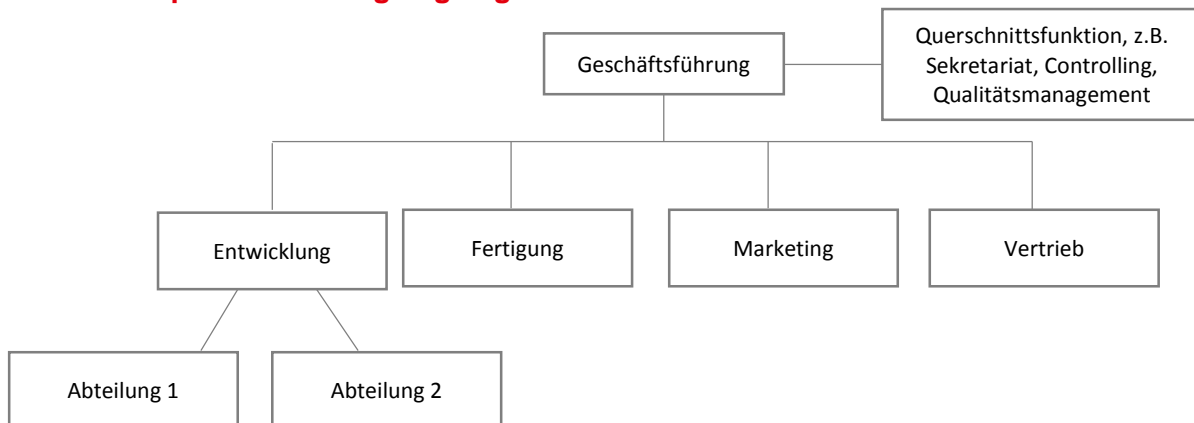 Geschäftsführung
Querschnittsfunktion, z.B.
Sekretariat, Controlling,
Qualitätsmanagement
Entwicklung
Fertigung
Marketing
Vertrieb
Abteilung 1
Abteilung 2